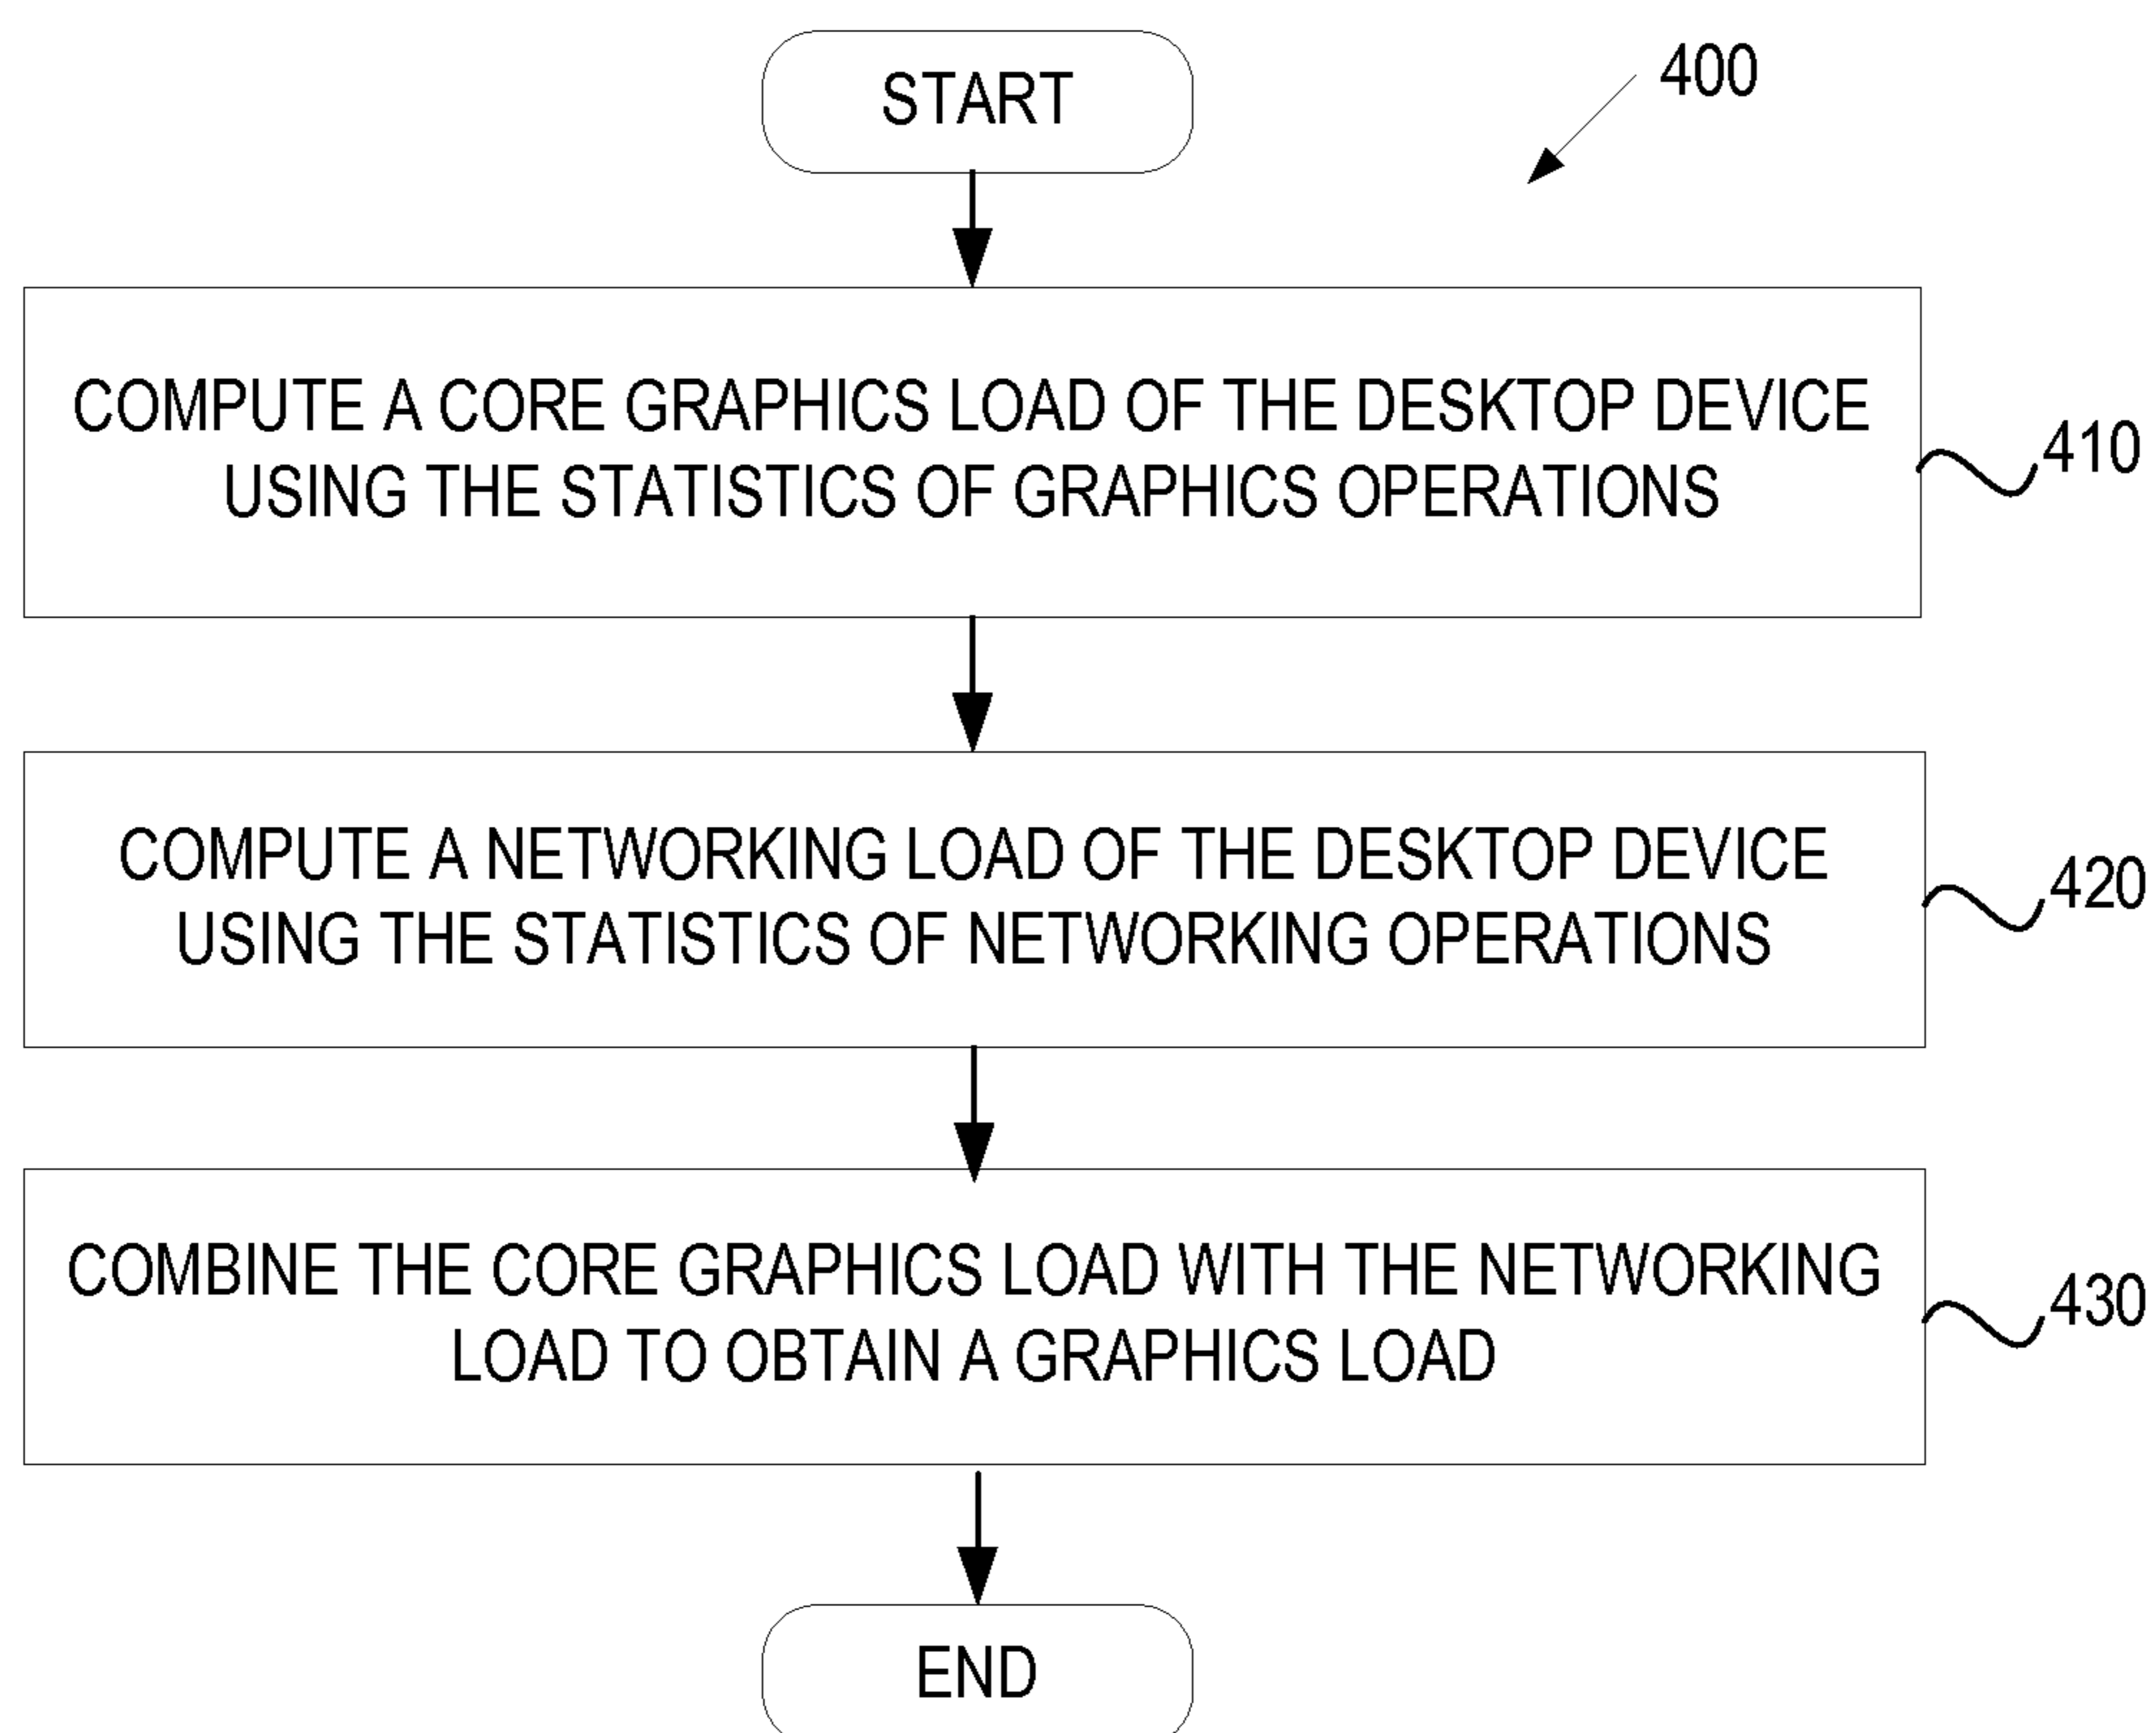 START
400
COMPUTE A CORE GRAPHICS LOAD OF THE DESKTOP DEVICE
USING THE STATISTICS OF GRAPHICS OPERATIONS
410
COMPUTE A NETWORKING LOAD OF THE DESKTOP DEVICE
USING THE STATISTICS OF NETWORKING OPERATIONS
420
COMBINE THE CORE GRAPHICS LOAD WITH THE NETWORKING
LOAD TO OBTAIN A GRAPHICS LOAD
430
END